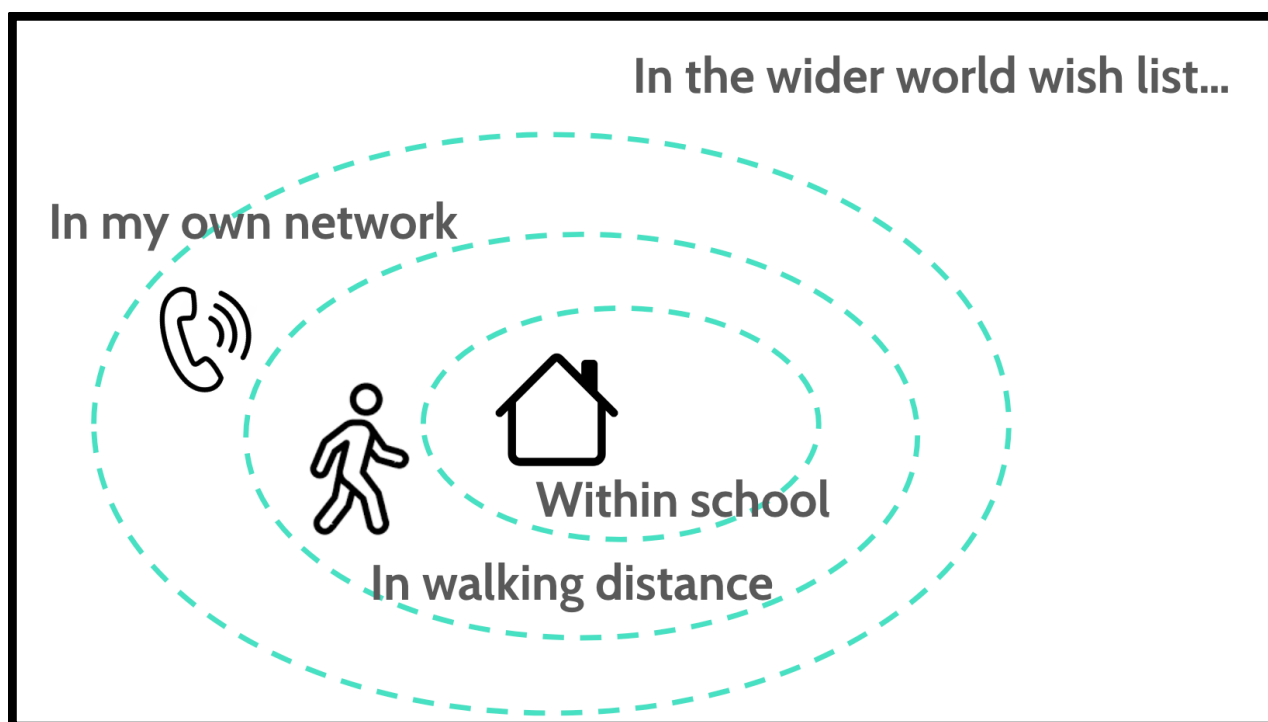 In the wider world wish list...
In my own network
Within school
In walking distance